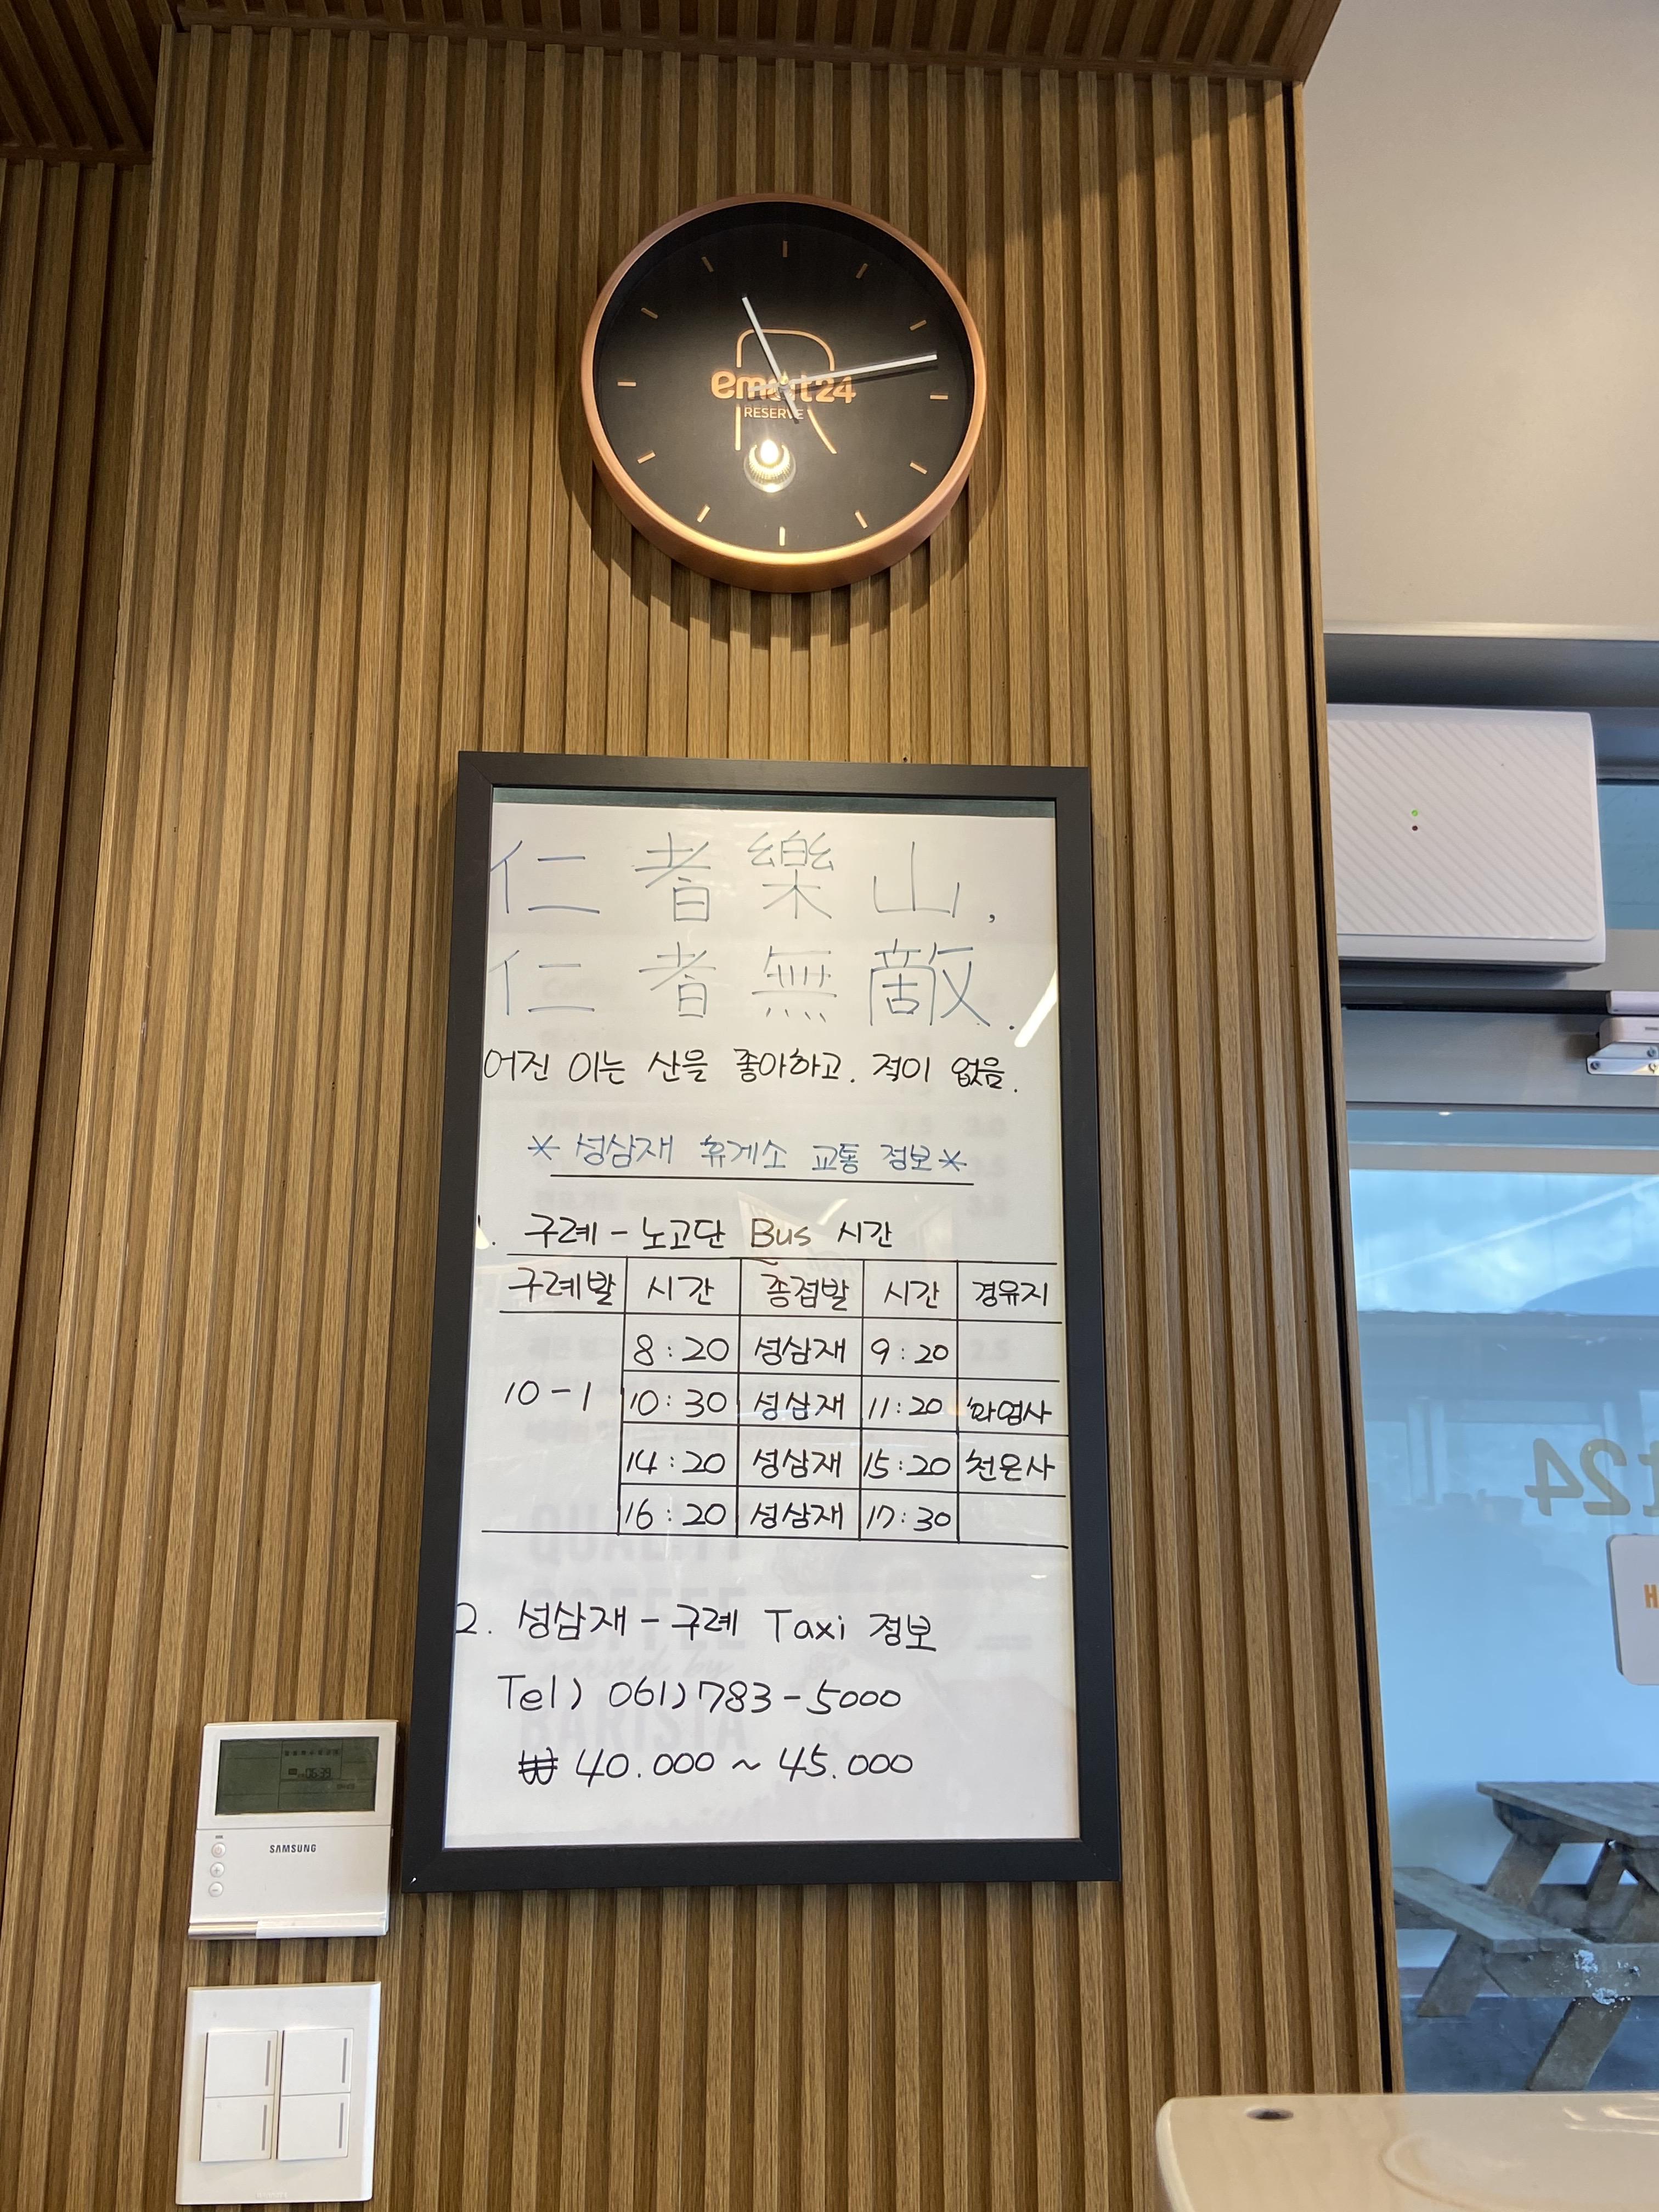 emart24
RESERVE
仁者樂山,
仁者無敵.
어진 이는 산을 좋아하고. 적이 없음.
* 성삼재 휴게소 교통 정보 *
1. 구례 - 노고단 Bus 시간
구례발 시간 종점발 시간 경유지
8:20 성삼재 9:20
10-1 10:30 성삼재 11:20 화엄사
14:20 성삼재 15:20 천은사
16:20 성삼재 17:30
2. 성삼재 - 구례 Taxi 정보
Tel) 061)783-5000
₩ 40.000 ~ 45.000
06:39
SAMSUNG
t24